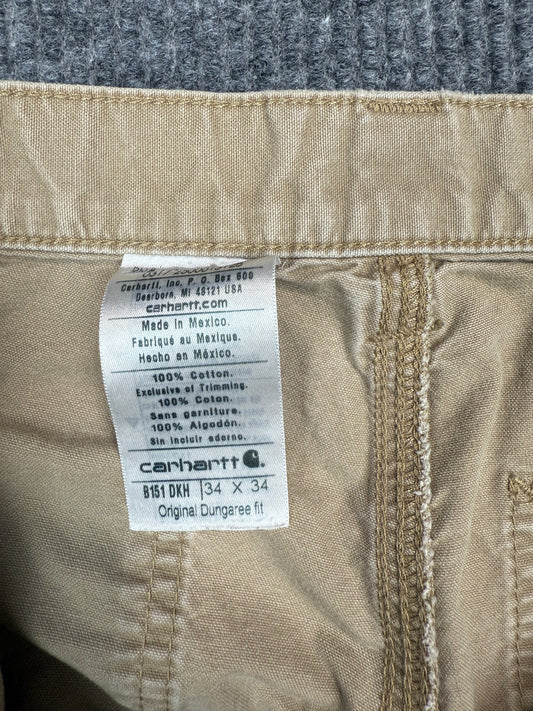 Carhartt, Inc. P. O. Box 600
Dearborn, MI 48121 USA
carhartt.com
Made in Mexico.
Fabriqué au Mexique.
Hecho en México.
100% Cotton.
Exclusive of Trimming.
100% Coton.
Sans garniture.
100% Algodón.
Sin incluir adorno.
carhartt
B151 DKH 34 X 34
Original Dungaree fit